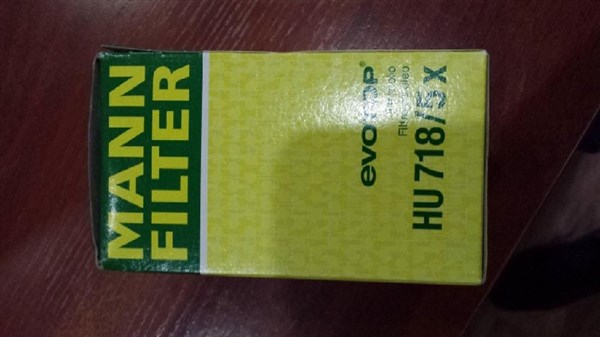 MANN
FILTER
evotop
HU 718/5 X